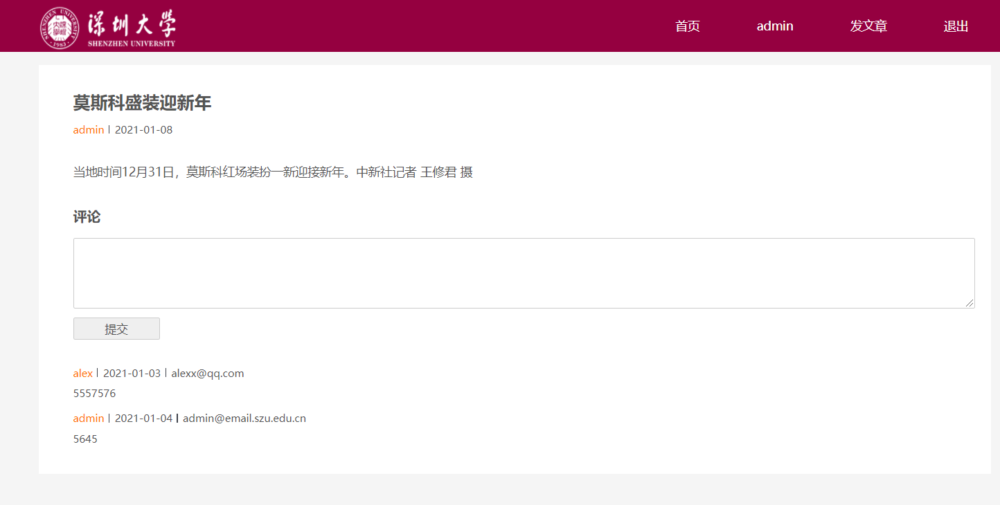 深圳大学
SHENZHEN UNIVERSITY
SHENZHEN UNIVERSITY
1983
首页 admin 发文章 退出
莫斯科盛装迎新年
admin | 2021-01-08
当地时间12月31日，莫斯科红场装扮一新迎接新年。中新社记者 王修君 摄
评论
提交
alex | 2021-01-03 | alexx@qq.com
5557576
admin | 2021-01-04 | admin@email.szu.edu.cn
5645